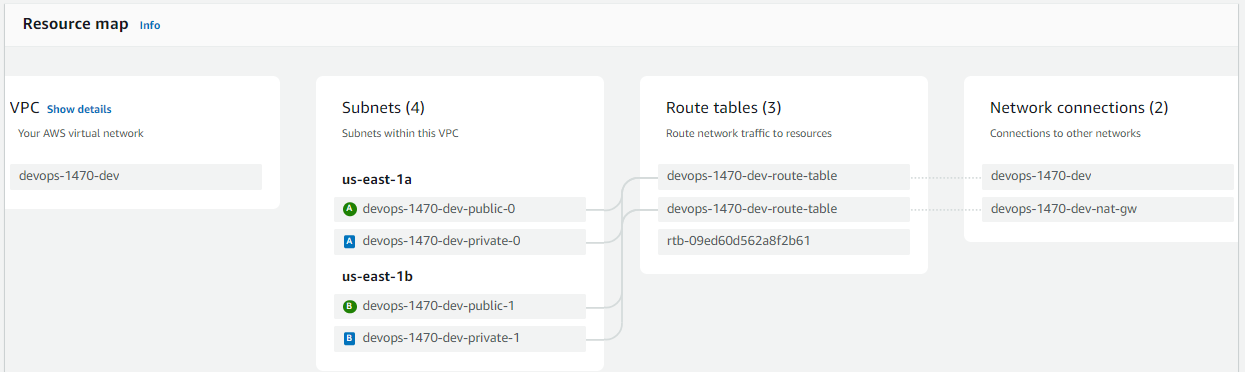 Resource map Info
VPC Show details
Your AWS virtual network
devops-1470-dev
Subnets (4)
Subnets within this VPC
us-east-1a
A devops-1470-dev-public-0
A devops-1470-dev-private-0
us-east-1b
B devops-1470-dev-public-1
B devops-1470-dev-private-1
Route tables (3)
Route network traffic to resources
devops-1470-dev-route-table
devops-1470-dev-route-table
rtb-09ed60d562a8f2b61
Network connections (2)
Connections to other networks
devops-1470-dev
devops-1470-dev-nat-gw